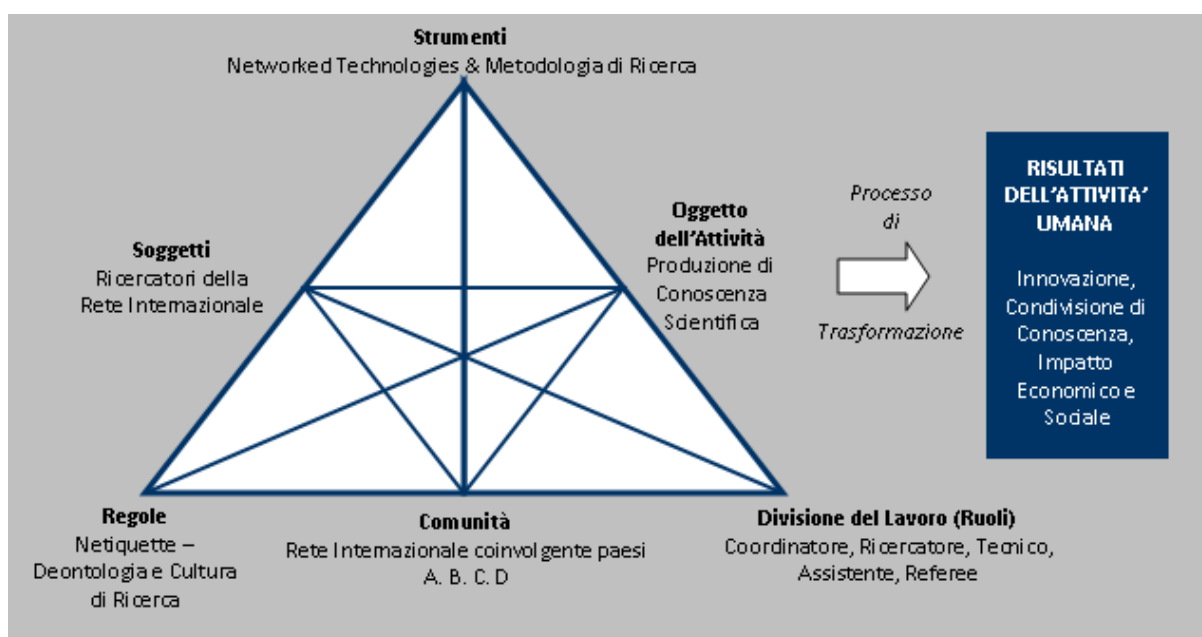 Strumenti
Networked Technologies & Metodologia di Ricerca
Soggetti
Ricercatori della
Rete Internazionale
Oggetto
dell'Attività
Produzione di
Conoscenza
Scientifica
Processo
di
Trasformazione
RISULTATI
DELL'ATTIVITA'
UMANA
Innovazione,
Condivisione di
Conoscenza,
Impatto
Economico e
Sociale
Regole
Netiquette –
Deontologia e Cultura
di Ricerca
Comunità
Rete Internazionale coinvolgente paesi
A. B. C. D
Divisione del Lavoro (Ruoli)
Coordinatore, Ricercatore, Tecnico,
Assistente, Referee